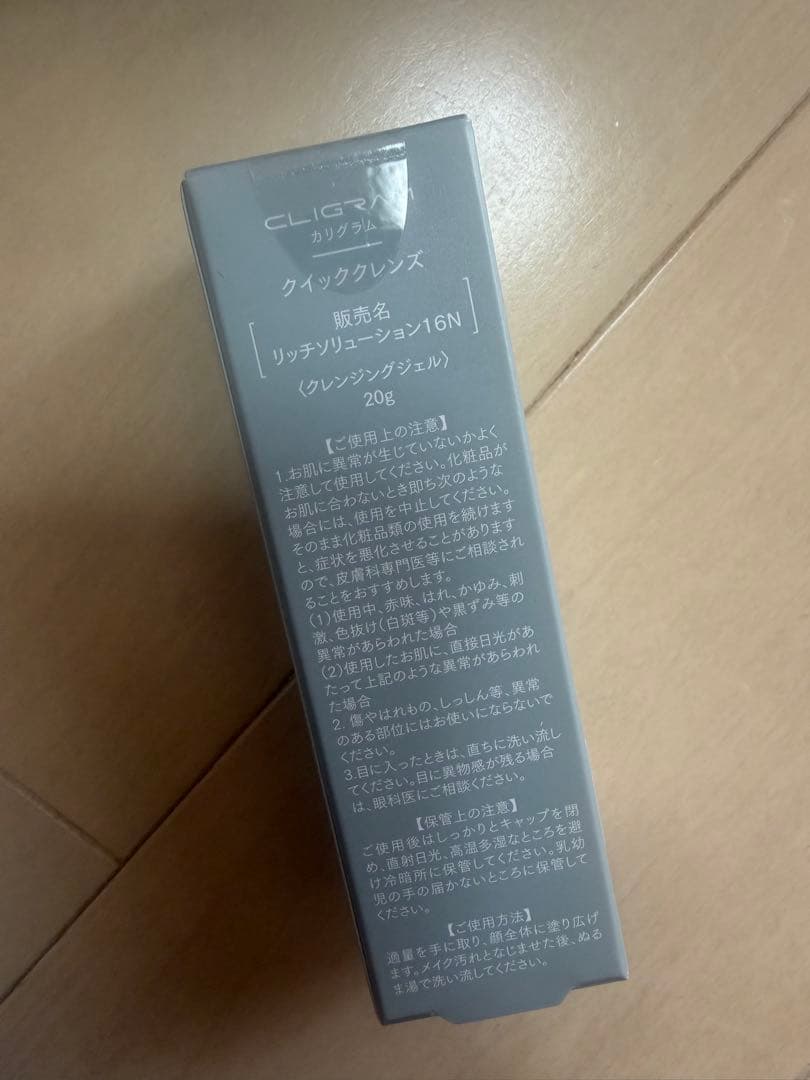 CLIGRAM
カリグラム
クイッククレンズ
販売名
リッチソリューション16N
〈クレンジングジェル〉
20g
【ご使用上の注意】
1.お肌に異常が生じていないかよく
注意して使用してください。化粧品が
お肌に合わないとき即ち次のような
場合には、使用を中止してください。
そのまま化粧品類の使用を続けます
と、症状を悪化させることがあります
ので、皮膚科専門医等にご相談され
ることをおすすめします。
(1)使用中、赤味、はれ、かゆみ、刺
激、色抜け(白斑等)や黒ずみ等の
異常があらわれた場合
(2)使用したお肌に、直接日光があ
たって上記のような異常があらわれ
た場合
2. 傷やはれもの、しっしん等、異常
のある部位にはお使いにならないで
ください。
3.目に入ったときは、直ちに洗い流し
てください。目に異物感が残る場合
は、眼科医にご相談ください。
【保管上の注意】
ご使用後はしっかりとキャップを閉
め、直射日光、高温多湿なところを避
け冷暗所に保管してください。乳幼
児の手の届かないところに保管して
ください。
【ご使用方法】
適量を手に取り、顔全体に塗り広げ
ます。メイク汚れとなじませた後、ぬる
ま湯で洗い流してください。